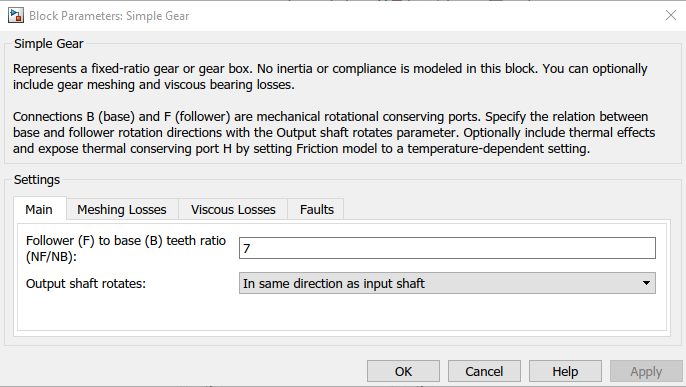 Block Parameters: Simple Gear
Simple Gear
Represents a fixed-ratio gear or gear box. No inertia or compliance is modeled in this block. You can optionally
include gear meshing and viscous bearing losses.
Connections B (base) and F (follower) are mechanical rotational conserving ports. Specify the relation between
base and follower rotation directions with the Output shaft rotates parameter. Optionally include thermal effects
and expose thermal conserving port H by setting Friction model to a temperature-dependent setting.
Settings
Main Meshing Losses Viscous Losses Faults
Follower (F) to base (B) teeth ratio
(NF/NB):
7
Output shaft rotates: In same direction as input shaft
OK Cancel Help Apply